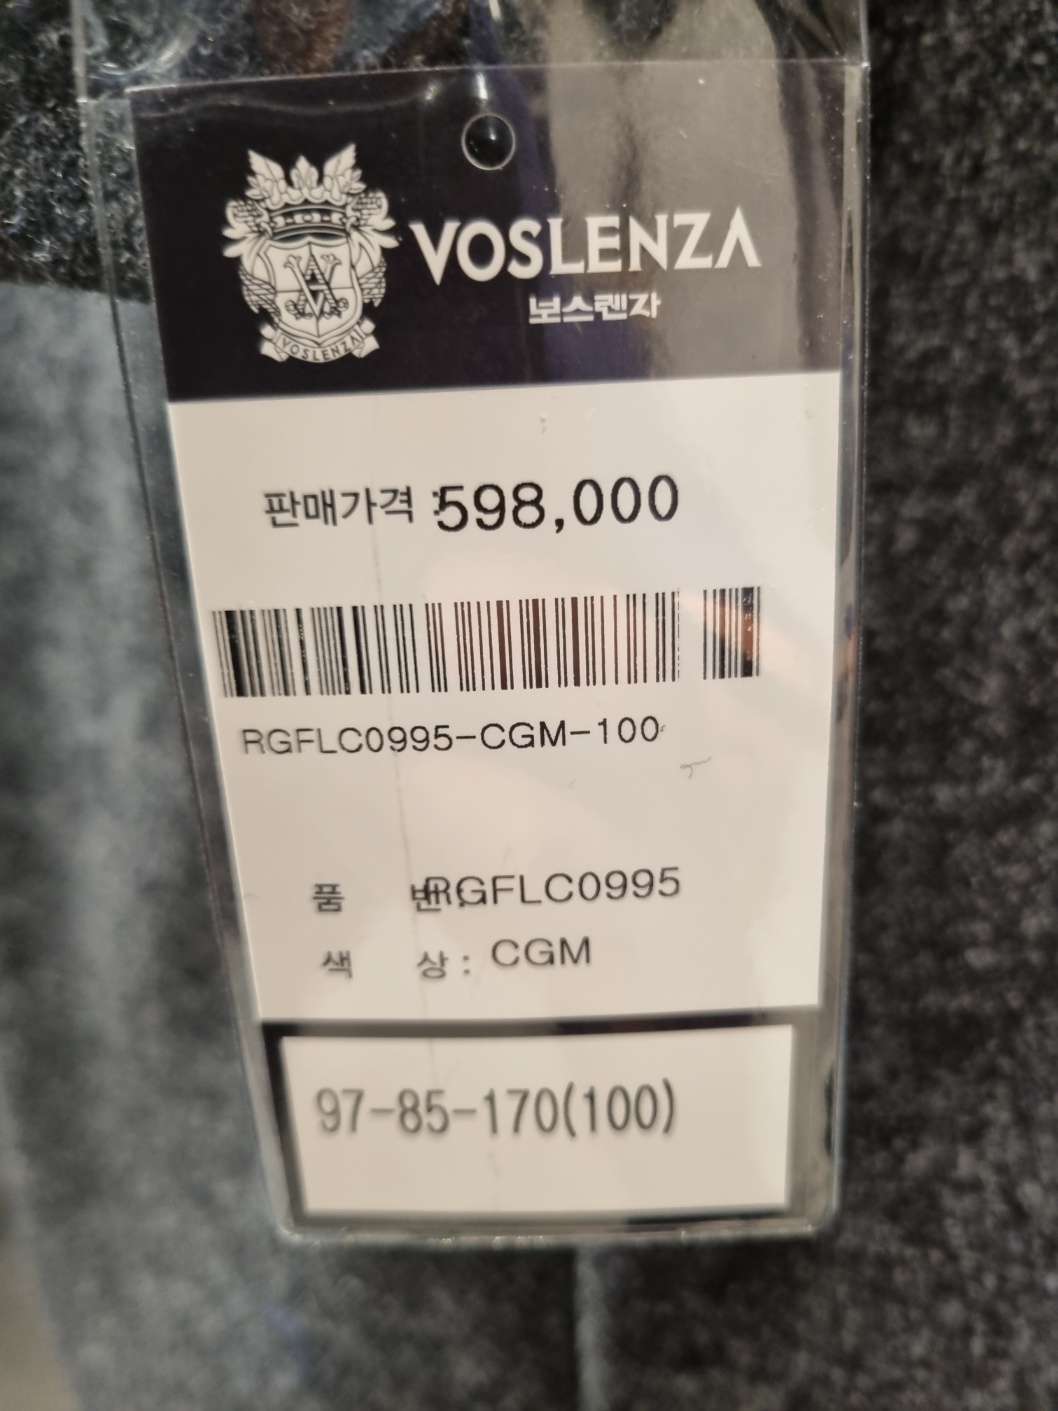 VOSLENZA
보스렌자
VOSLENZA
판매가격 : 598,000
RGFLC0995-CGM-100
품 번 : RGFLC0995
색 상 : CGM
97-85-170(100)